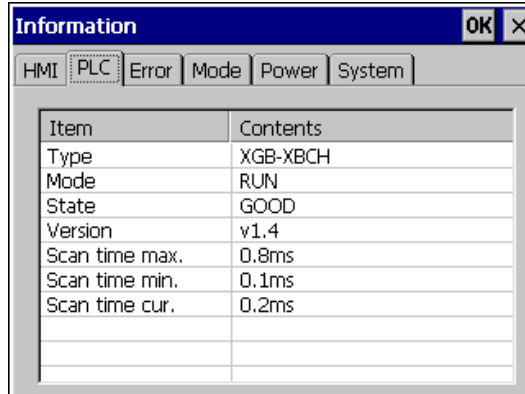 Information OK ×
HMI PLC Error Mode Power System
Item Contents
Type XGB-XBCH
Mode RUN
State GOOD
Version v1.4
Scan time max. 0.8ms
Scan time min. 0.1ms
Scan time cur. 0.2ms